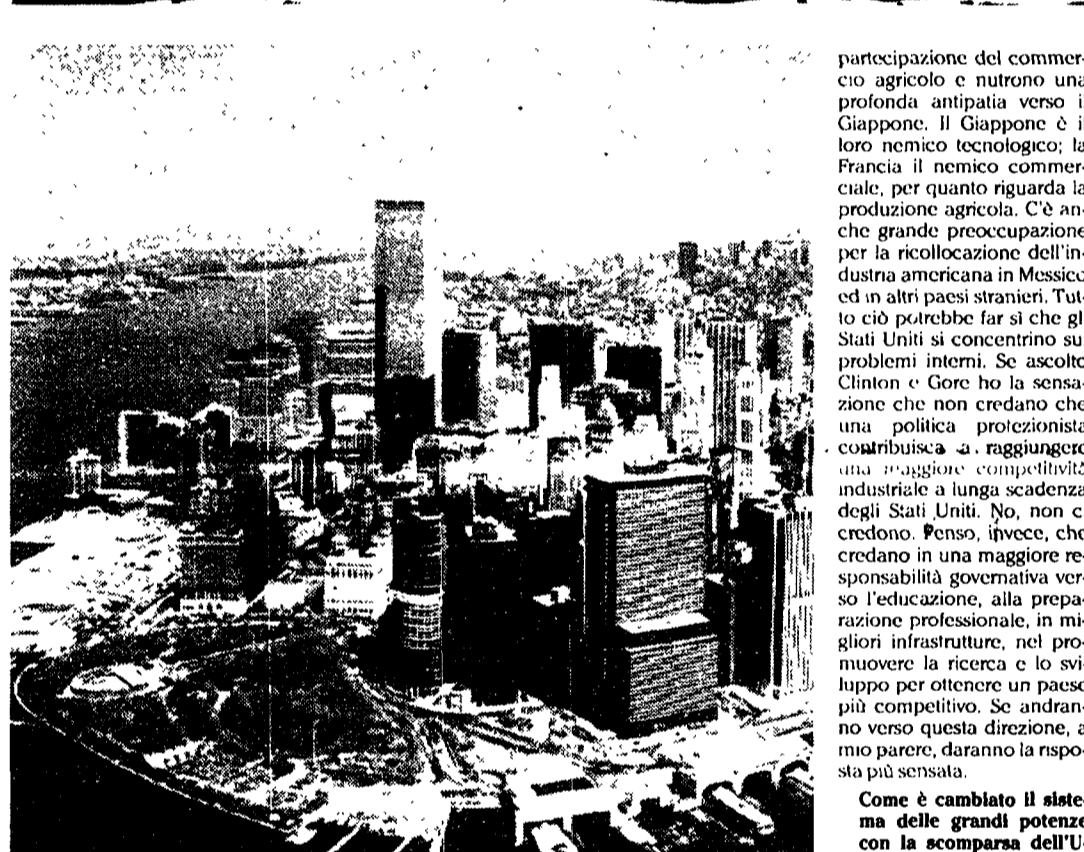 partecipazione del commer-
cio agricolo e nutrono una
profonda antipatia verso i
Giappone. Il Giappone è i
loro nemico tecnologico; la
Francia il nemico commer-
ciale, per quanto riguarda la
produzione agricola. C'è an-
che grande preoccupazione
per la ricollocazione dell'in-
dustria americana in Messico
ed in altri paesi stranieri. Tut-
to ciò potrebbe far sì che gl
Stati Uniti si concentrino su
problemi interni. Se ascolto
Clinton e Gore ho la sensa-
zione che non credano che
una politica protezionista
contribuisca a raggiungere
una maggiore competitività
industriale a lunga scadenza
degli Stati Uniti. No, non c
credono. Penso, invece, che
credano in una maggiore re-
sponsabilità governativa ver-
so l'educazione, alla prepa-
razione professionale, in mi-
gliori infrastrutture, nel pro-
muovere la ricerca e lo svi-
luppo per ottenere un paese
più competitivo. Se andran-
no verso questa direzione, a
mio parere, daranno la rispo-
sta più sensata.
Come è cambiato il siste-
ma delle grandi potenze
con la scomparsa dell'U-